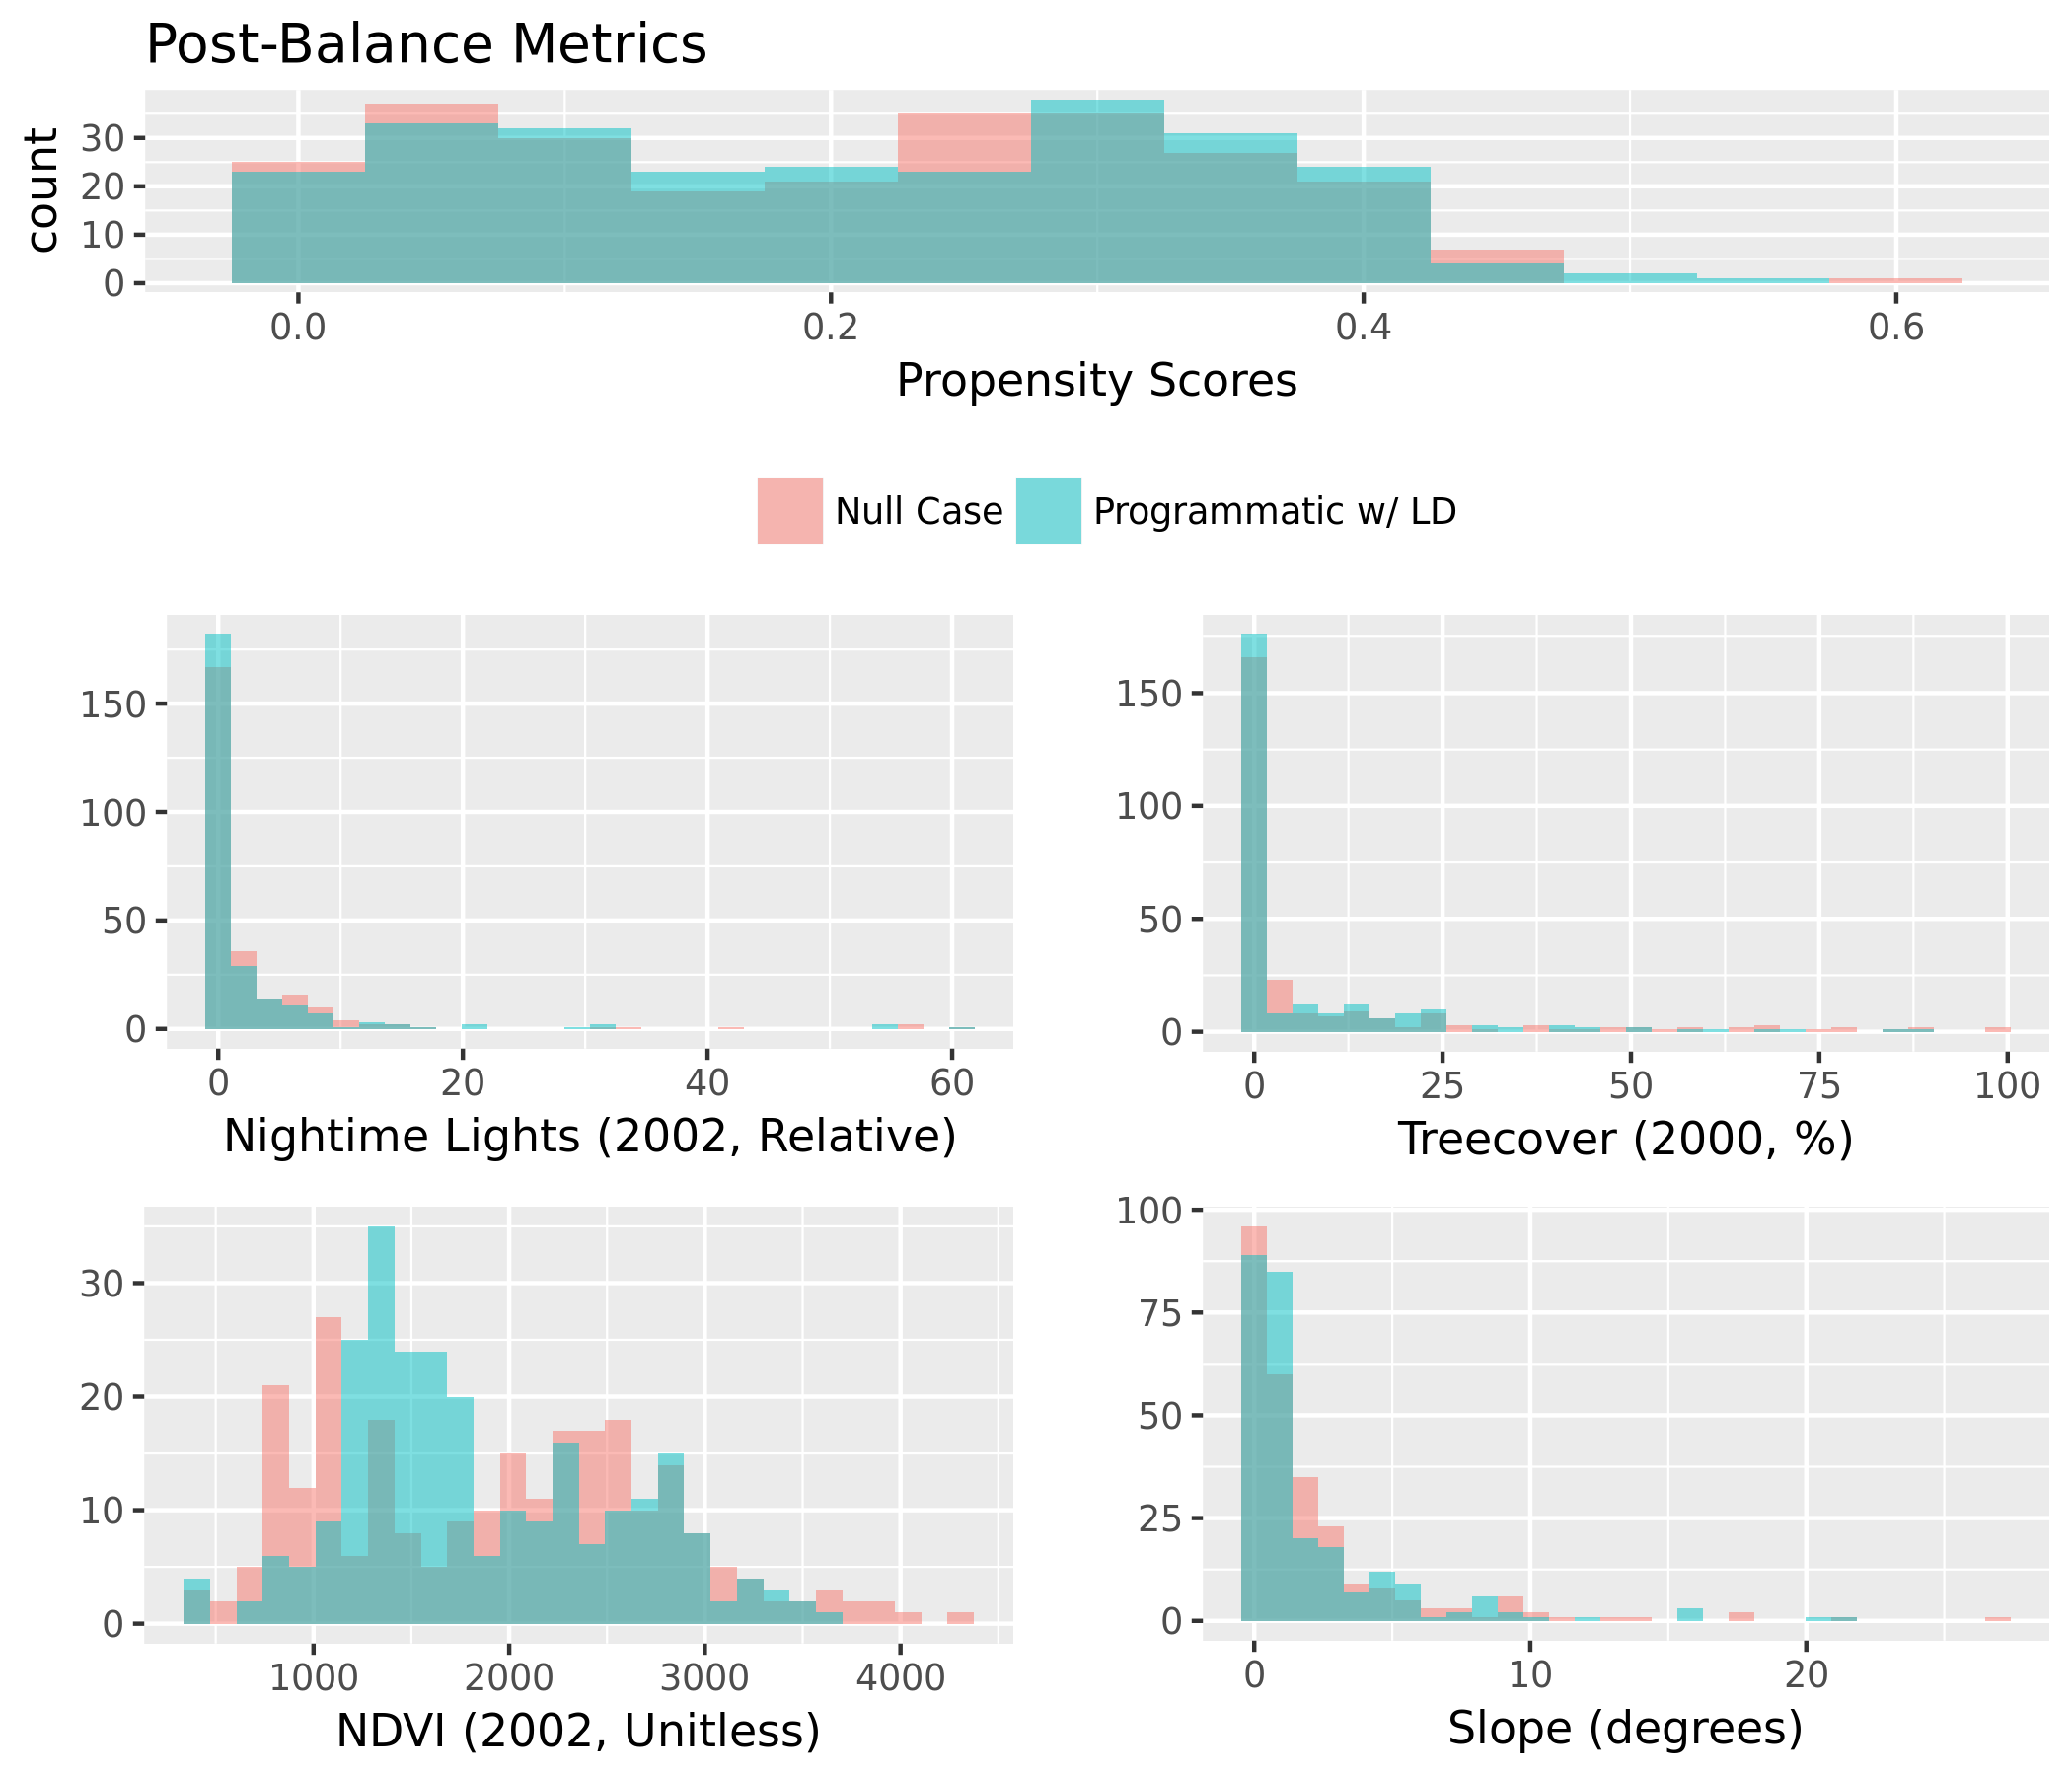 Post-Balance Metrics
count
30
20
10
0
0.0 0.2 0.4 0.6
Propensity Scores
Null Case Programmatic w/ LD
150
100
50
0
0 20 40 60
Nightime Lights (2002, Relative)
150
100
50
0
0 25 50 75 100
Treecover (2000, %)
30
20
10
0
1000 2000 3000 4000
NDVI (2002, Unitless)
100
75
50
25
0
0 10 20
Slope (degrees)